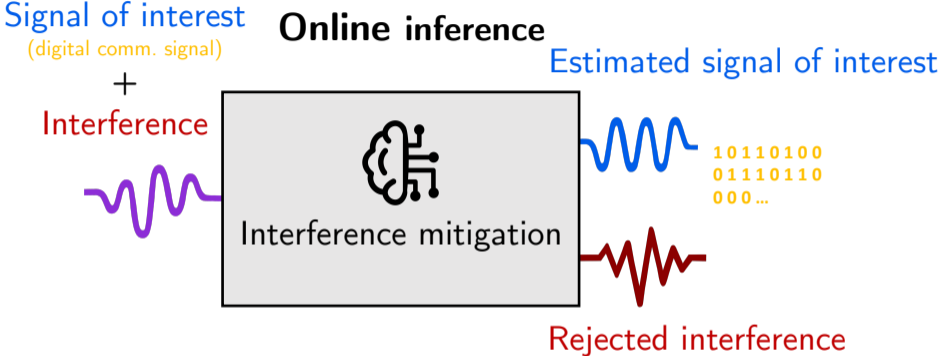 Signal of interest
(digital comm. signal)
+
Interference
Online inference
Interference mitigation
Estimated signal of interest
10110100
01110110
000...
Rejected interference